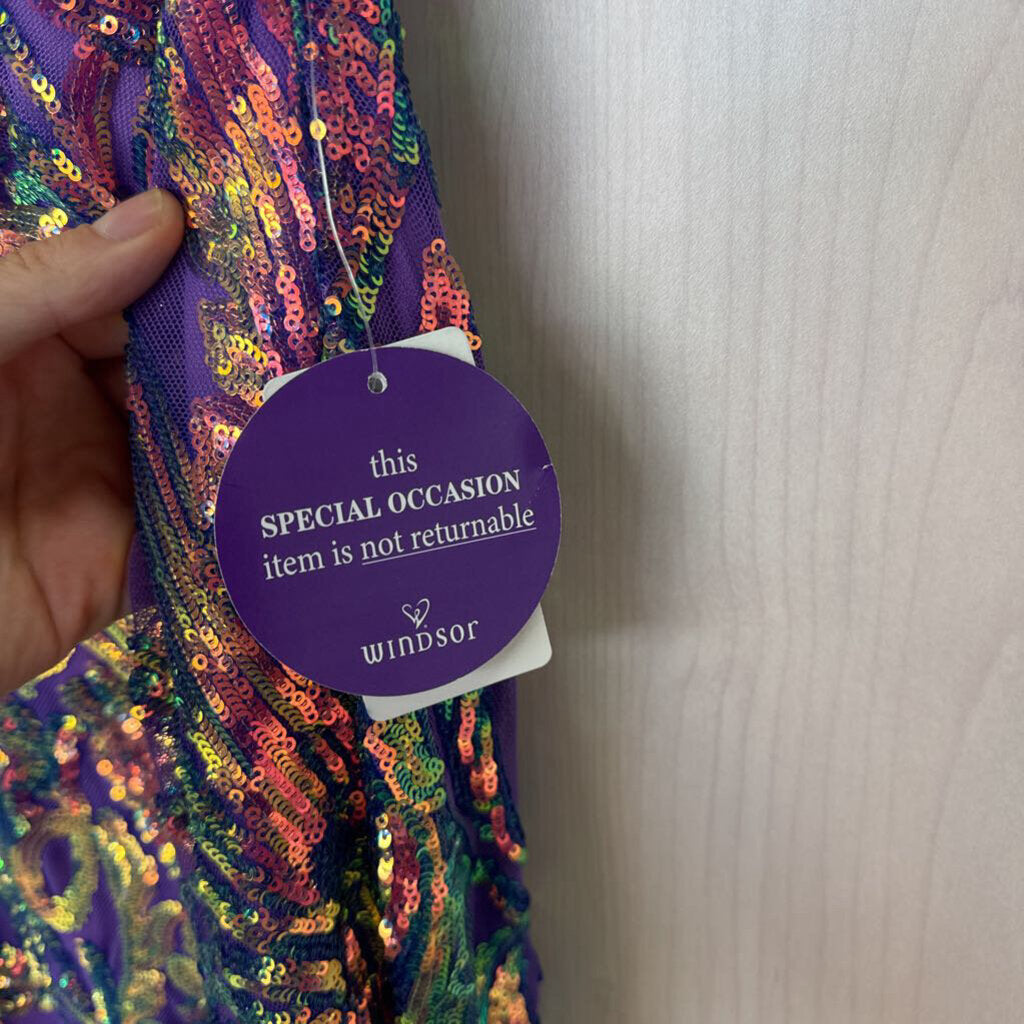 this
SPECIAL OCCASION
item is not returnable
WINDSOR